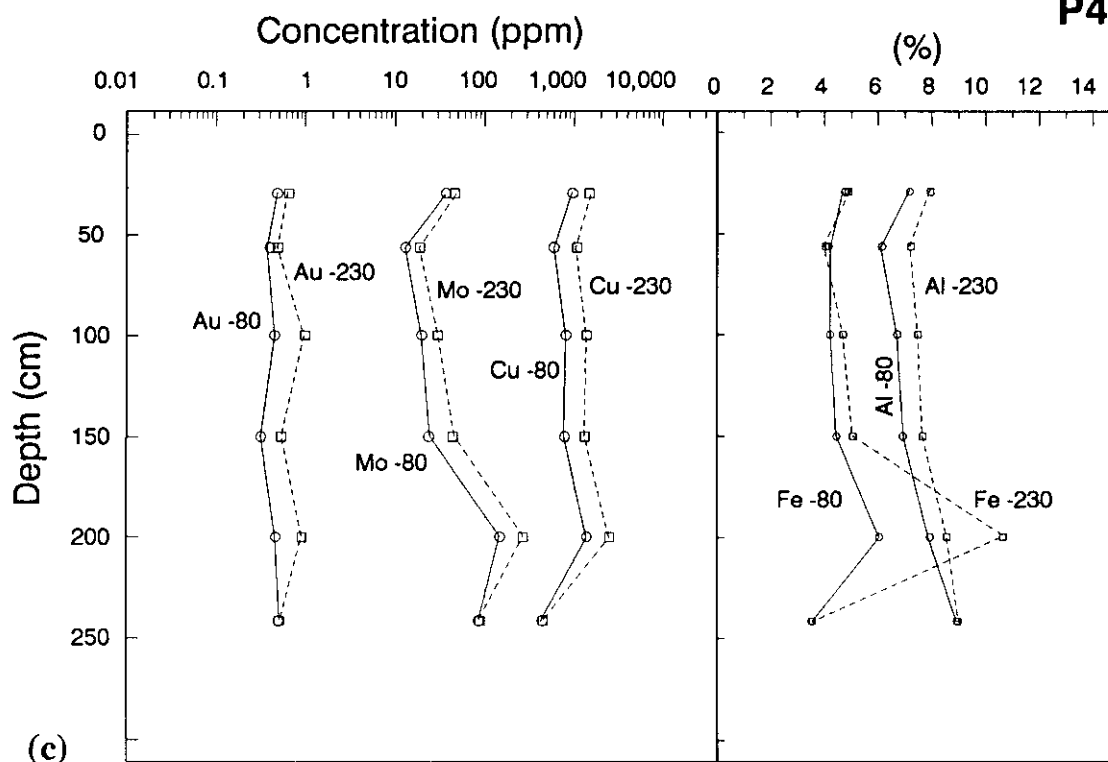 P4
Concentration (ppm)
(%)
0.01 0.1 1 10 100 1,000 10,000
0 2 4 6 8 10 12 14
0
50
100
150
200
250
Depth (cm)
Au -230
Au -80
Mo -230
Mo -80
Cu -230
Cu -80
Al -230
Al -80
Fe -80
Fe -230
(c)